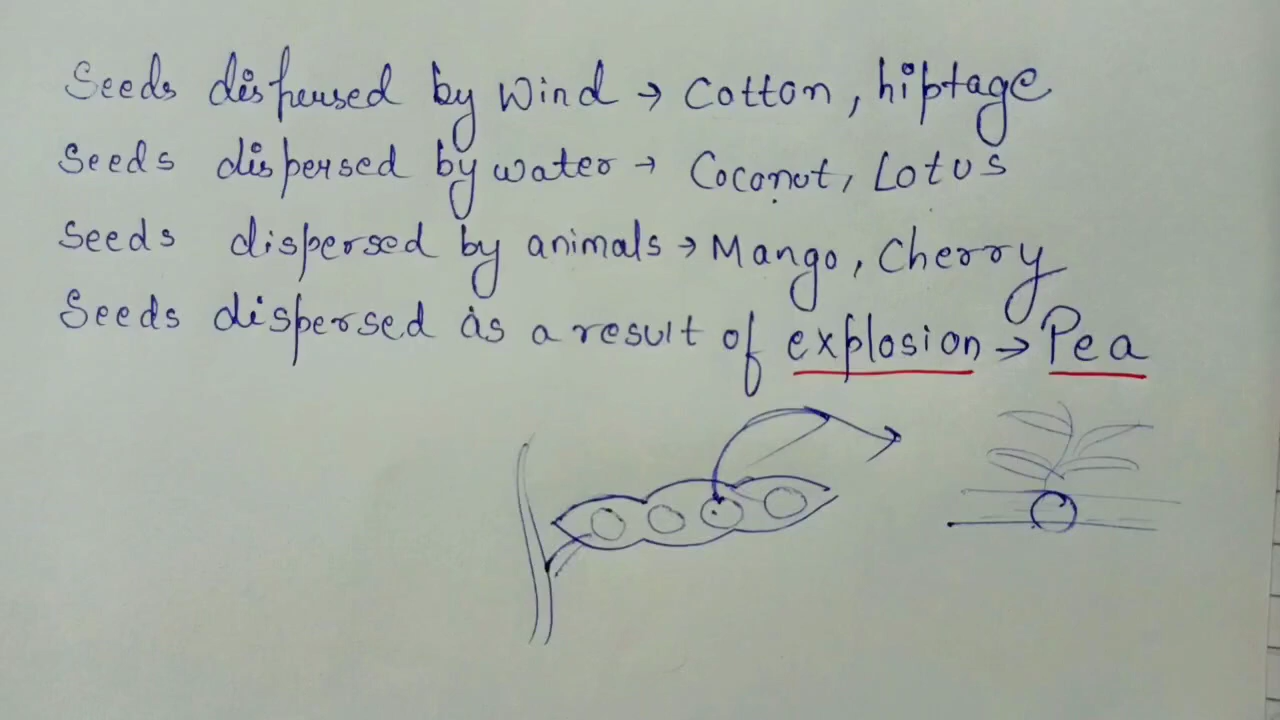 Seeds dispersed by Wind → Cotton, hiptage
Seeds dispersed by water → Coconut, Lotus
Seeds dispersed by animals → Mango, Cherry
Seeds dispersed as a result of explosion → Pea